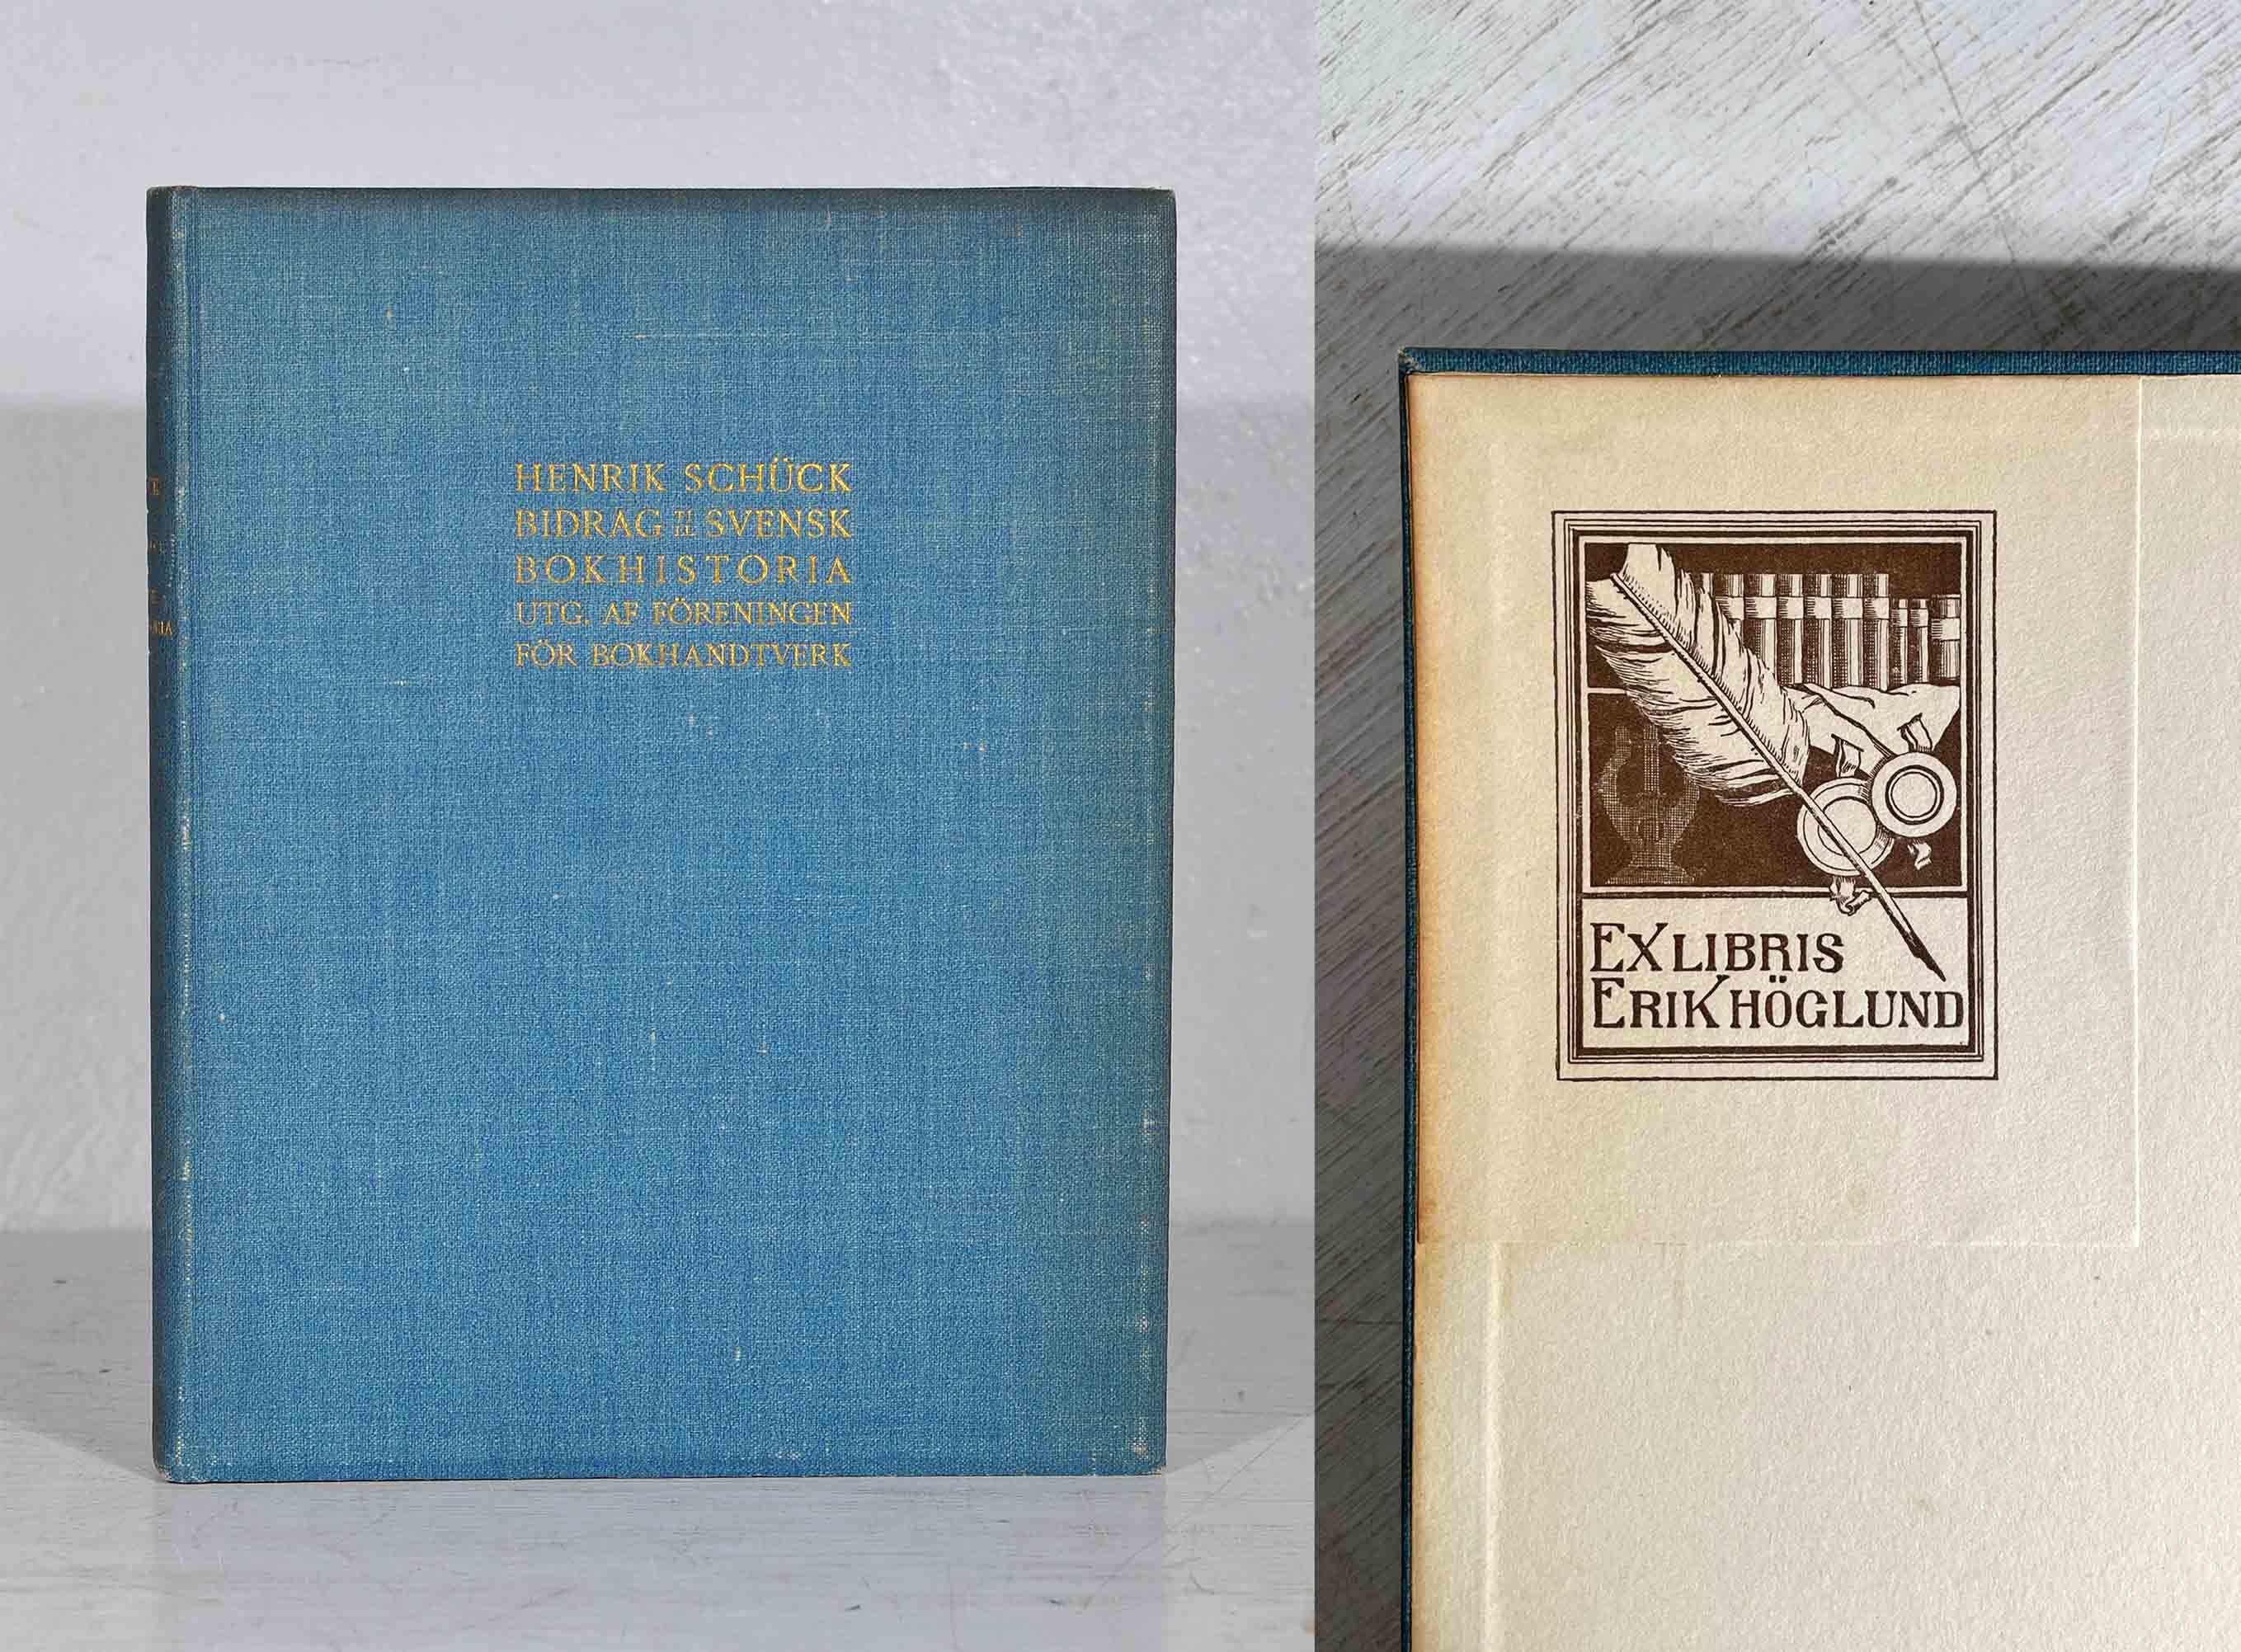 HENRIK SCHÜCK
BIDRAG TILL SVENSK
BOKHISTORIA
UTG. AF FÖRENINGEN
FÖR BOKHANDTVERK
EX LIBRIS
ERIK HÖGLUND